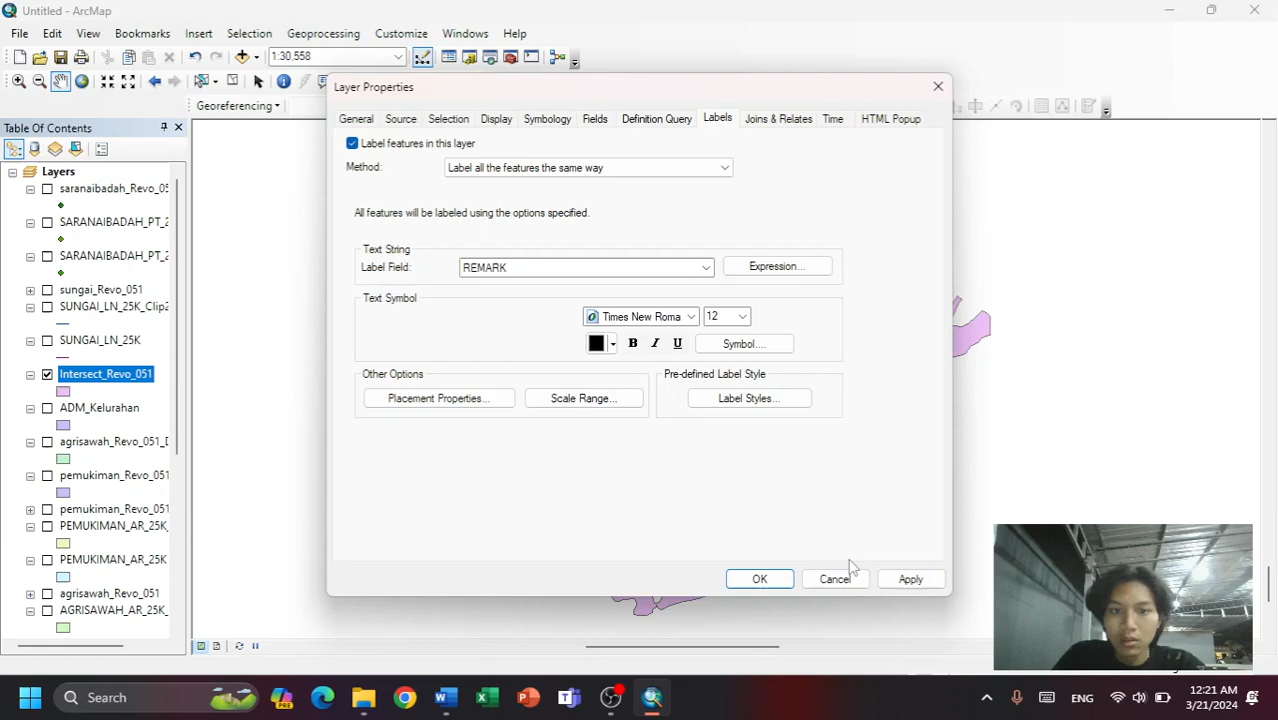 Untitled - ArcMap
File Edit View Bookmarks Insert Selection Geoprocessing Customize Windows Help
1:30,558
Georeferencing
Layer Properties
Table Of Contents
General Source Selection Display Symbology Fields Definition Query Labels Joins & Relates Time HTML Popup
Label features in this layer
Method: Label all the features the same way
All features will be labeled using the options specified.
Text String
Label Field: REMARK Expression...
Text Symbol
Times New Roma 12
B I U Symbol....
Other Options
Pre-defined Label Style
Placement Properties... Scale Range... Label Styles...
OK Cancel Apply
Layers
saranaibadah_Revo_05
SARANAIBADAH_PT_2
SARANAIBADAH_PT_2
sungai_Revo_051
SUNGAI_LN_25K_Clip2
SUNGAI_LN_25K
Intersect_Revo_051
ADM_Kelurahan
agrisawah_Revo_051_D
pemukiman_Revo_051
pemukiman_Revo_051
PEMUKIMAN_AR_25K_
PEMUKIMAN_AR_25K
agrisawah_Revo_051
AGRISAWAH_AR_25K_
Search
PRE
ENG
12:21 AM
3/21/2024